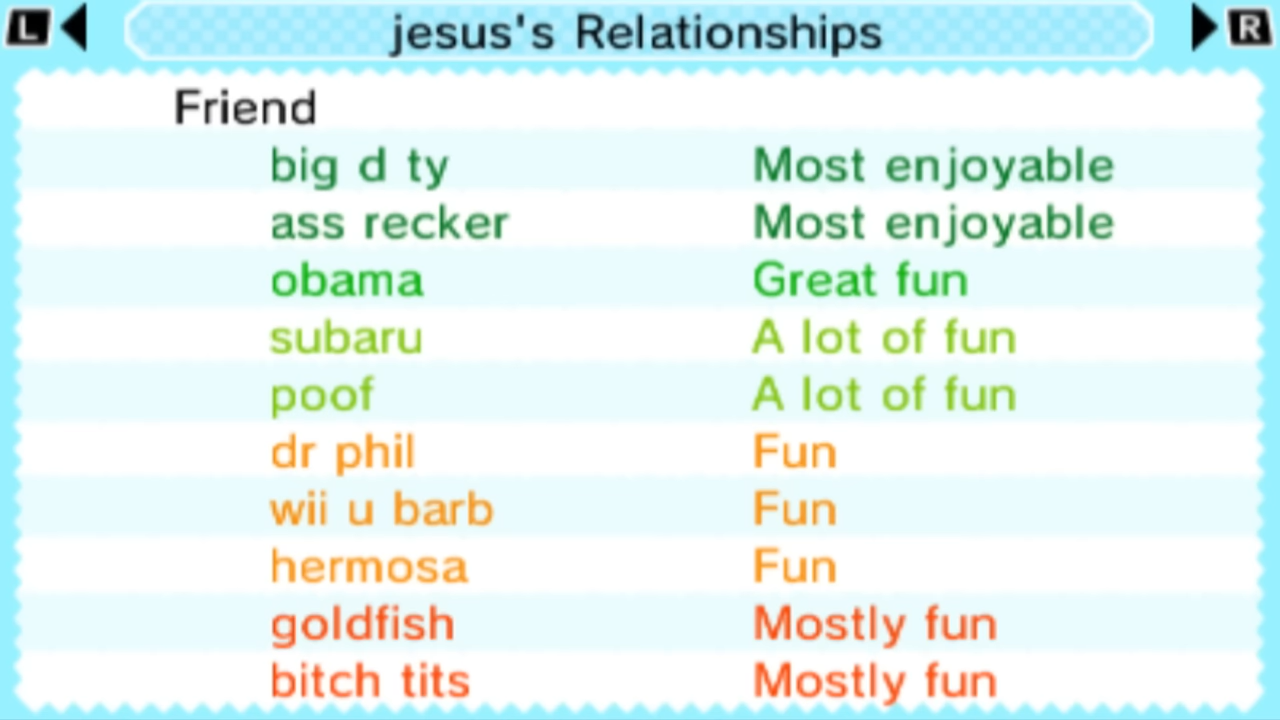 L jesus's Relationships R
Friend
big d ty Most enjoyable
ass recker Most enjoyable
obama Great fun
subaru A lot of fun
poof A lot of fun
dr phil Fun
wii u barb Fun
hermosa Fun
goldfish Mostly fun
bitch tits Mostly fun